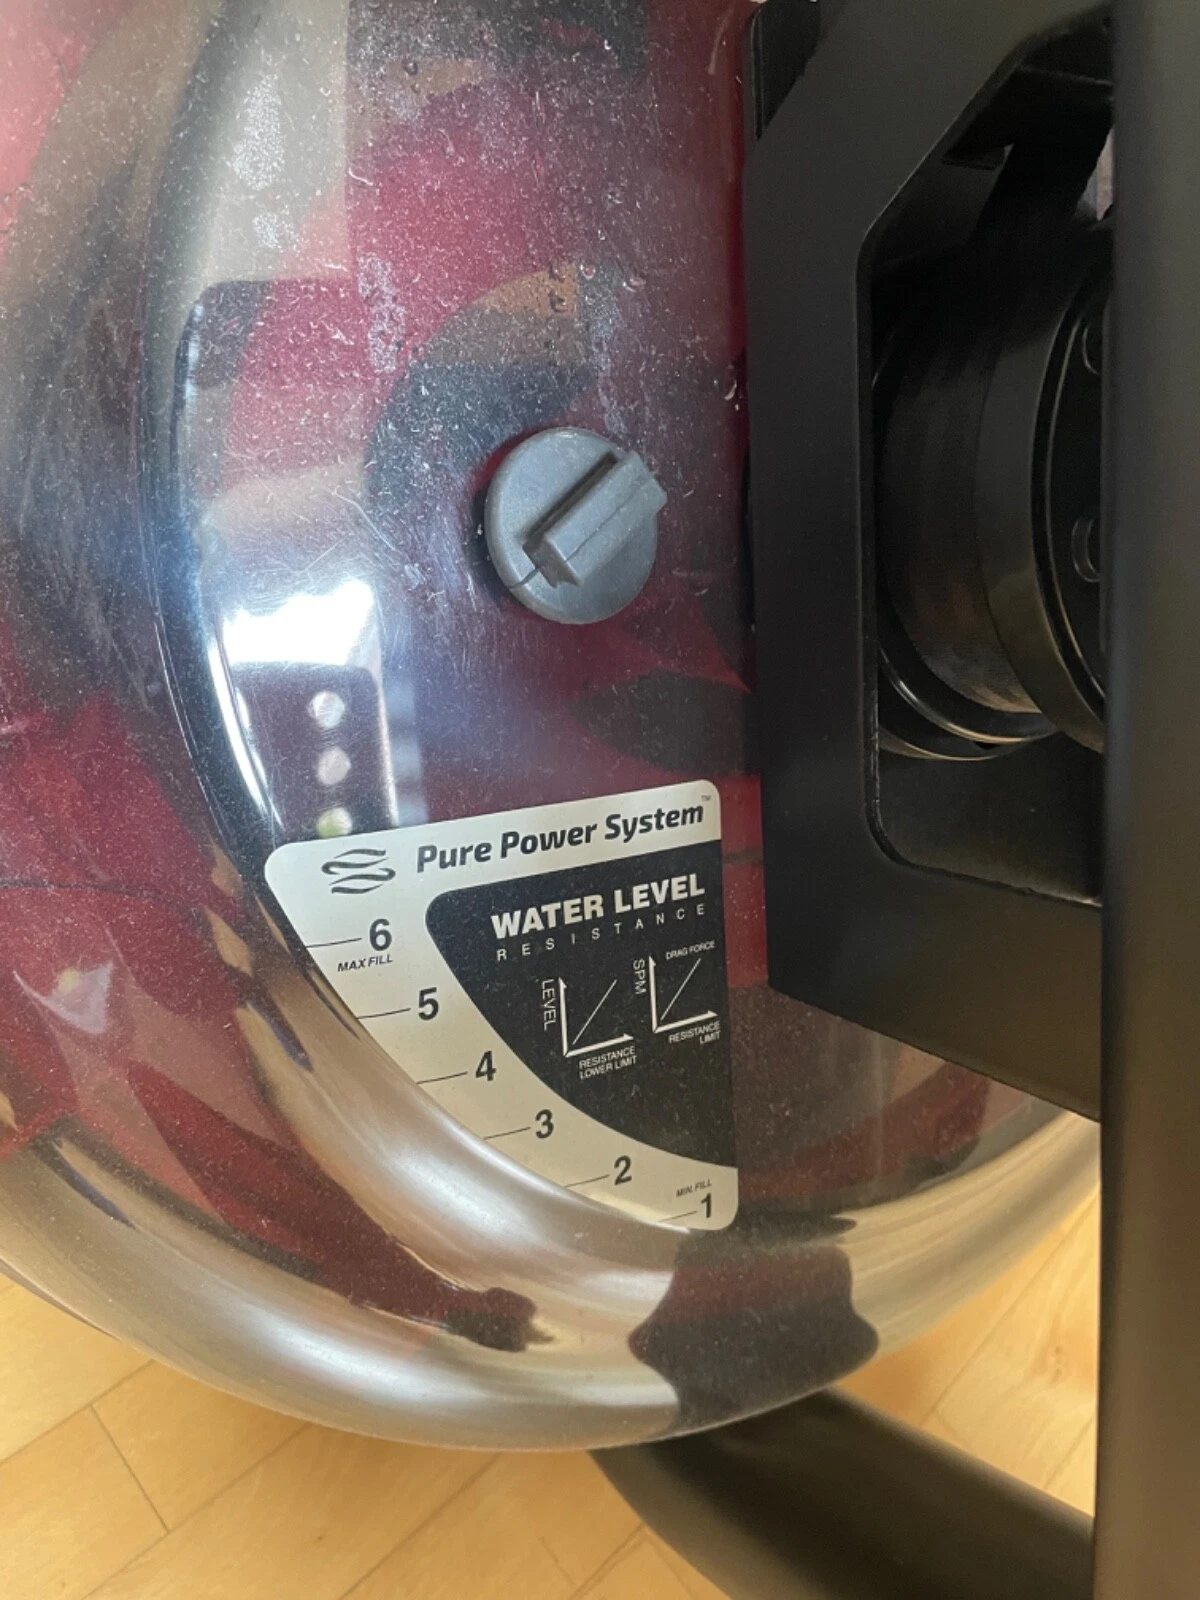 Pure Power System™
WATER LEVEL
RESISTANCE
6
MAX FILL
5
4
3
2
MIN. FILL
1
LEVEL
RESISTANCE
LOWER LIMIT
SPM
DRAG FORCE
RESISTANCE
LIMIT